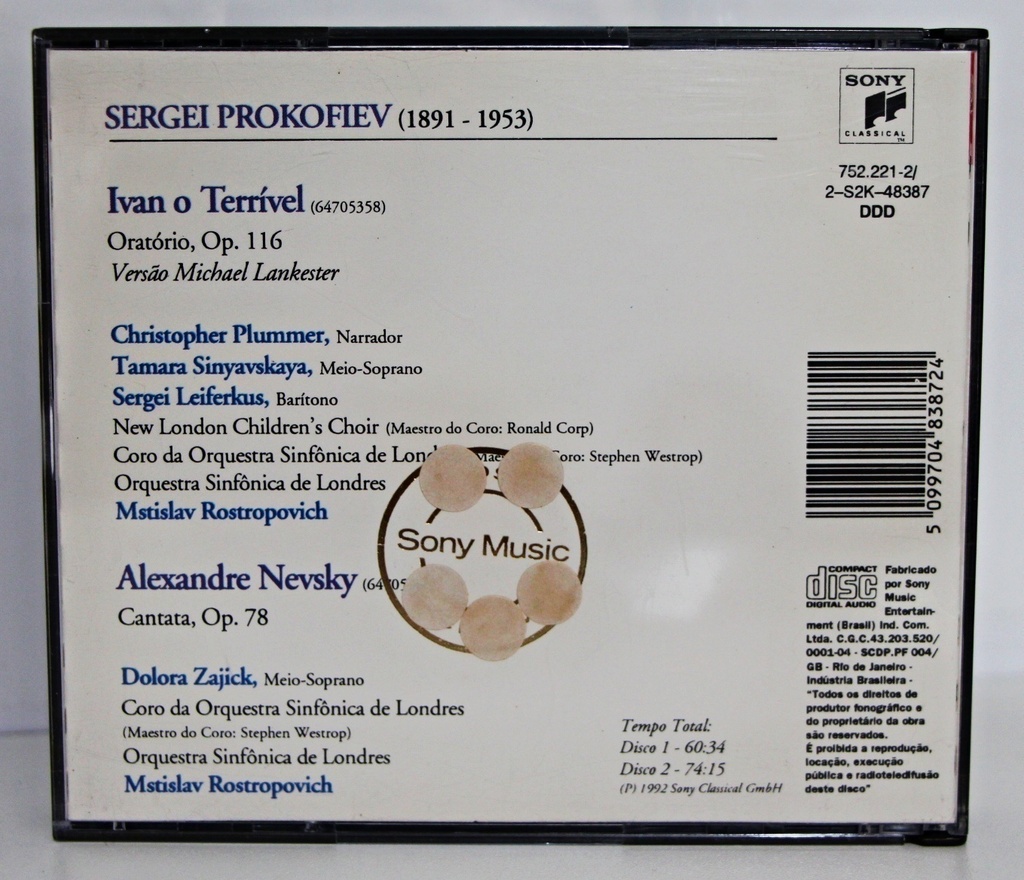 SERGEI PROKOFIEV (1891 - 1953)
Ivan o Terrível (64705358)
Oratório, Op. 116
Versão Michael Lankester
Christopher Plummer, Narrador
Tamara Sinyavskaya, Meio-Soprano
Sergei Leiferkus, Barítono
New London Children's Choir (Maestro do Coro: Ronald Corp)
Coro da Orquestra Sinfônica de Coro: Stephen Westrop)
Orquestra Sinfônica de Londres
Mstislav Rostropovich
Sony Music
Alexandre Nevsky
Cantata, Op. 78
Dolora Zajick, Meio-Soprano
Coro da Orquestra Sinfônica de Londres
(Maestro do Coro: Stephen Westrop)
Orquestra Sinfônica de Londres
Mstislav Rostropovich
Tempo Total:
Disco 1 - 60:34
Disco 2 - 74:15
(P) 1992 Sony Classical GmbH
SONY
CLASSICAL
TM
752.221-2/
2-S2K-48387
DDD
5 099704 838724
COMPACT
disc
DIGITAL AUDIO
Fabricado
por Sony
Music
Entertain-
ment (Brasil) Ind. Com.
Ltda. C.G.C.43.203.520/
0001-04 - SCDP.PF 004/
GB - Rio de Janeiro -
Indústria Brasileira -
"Todos os direitos de
produtor fonográfico e
do proprietário da obra
são reservados.
É proibida a reprodução,
locação, execução
pública e radioteledifusão
deste disco"